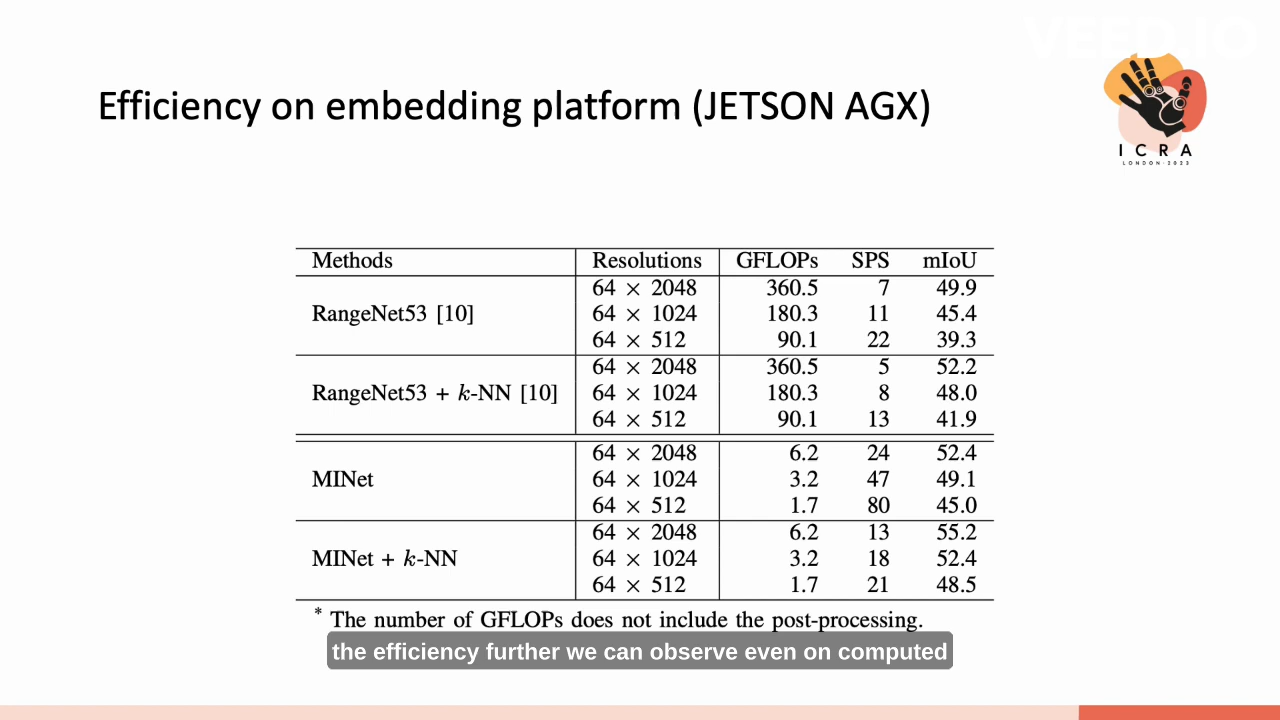 VEED.IO
Efficiency on embedding platform (JETSON AGX)
ICRA
LONDON·2023
Methods Resolutions GFLOPs SPS mIoU
64 × 2048 360.5 7 49.9
RangeNet53 [10] 64 × 1024 180.3 11 45.4
64 × 512 90.1 22 39.3
64 × 2048 360.5 5 52.2
RangeNet53 + k-NN [10] 64 × 1024 180.3 8 48.0
64 × 512 90.1 13 41.9
64 × 2048 6.2 24 52.4
MINet 64 × 1024 3.2 47 49.1
64 × 512 1.7 80 45.0
64 × 2048 6.2 13 55.2
MINet + k-NN 64 × 1024 3.2 18 52.4
64 × 512 1.7 21 48.5
* The number of GFLOPs does not include the post-processing.
the efficiency further we can observe even on computed